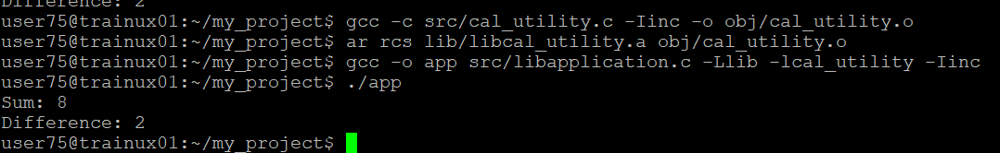 Difference: 2
user75@trainux01:~/my_project$ gcc -c src/cal_utility.c -Iinc -o obj/cal_utility.o
user75@trainux01:~/my_project$ ar rcs lib/libcal_utility.a obj/cal_utility.o
user75@trainux01:~/my_project$ gcc -o app src/libapplication.c -Llib -lcal_utility -Iinc
user75@trainux01:~/my_project$ ./app
Sum: 8
Difference: 2
user75@trainux01:~/my_project$